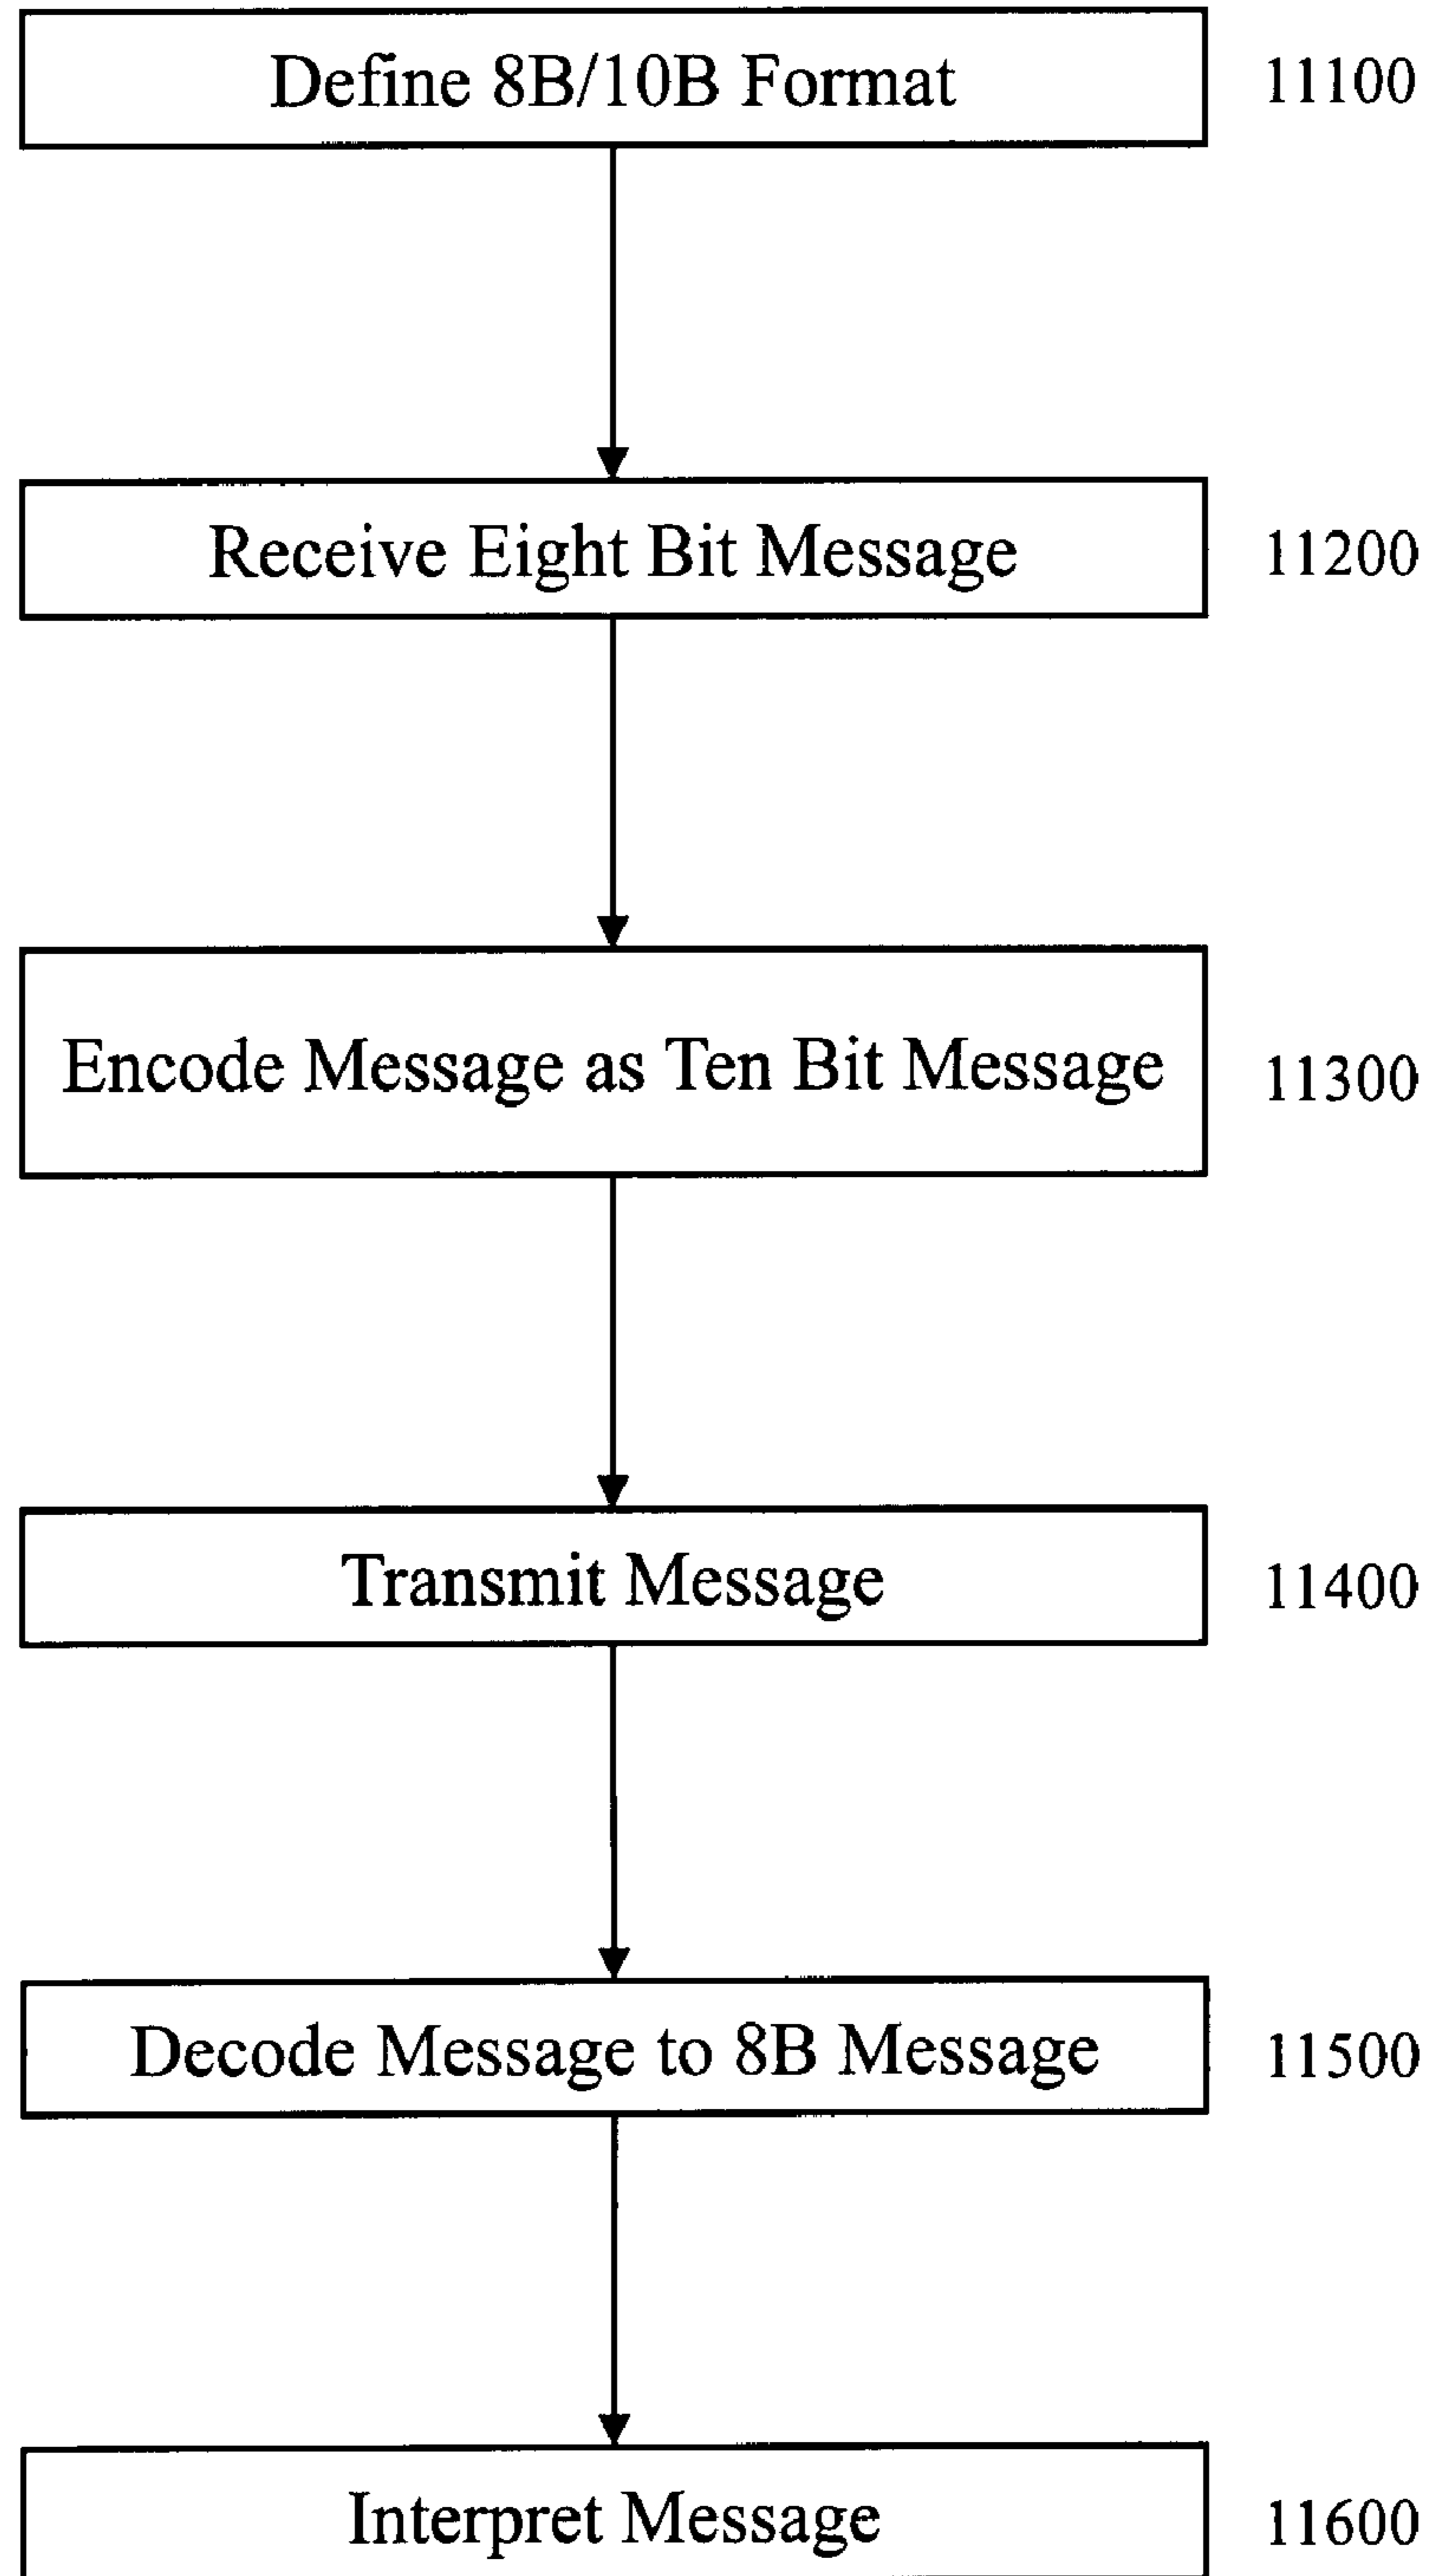 Define 8B/10B Format 11100
Receive Eight Bit Message 11200
Encode Message as Ten Bit Message 11300
Transmit Message 11400
Decode Message to 8B Message 11500
Interpret Message 11600